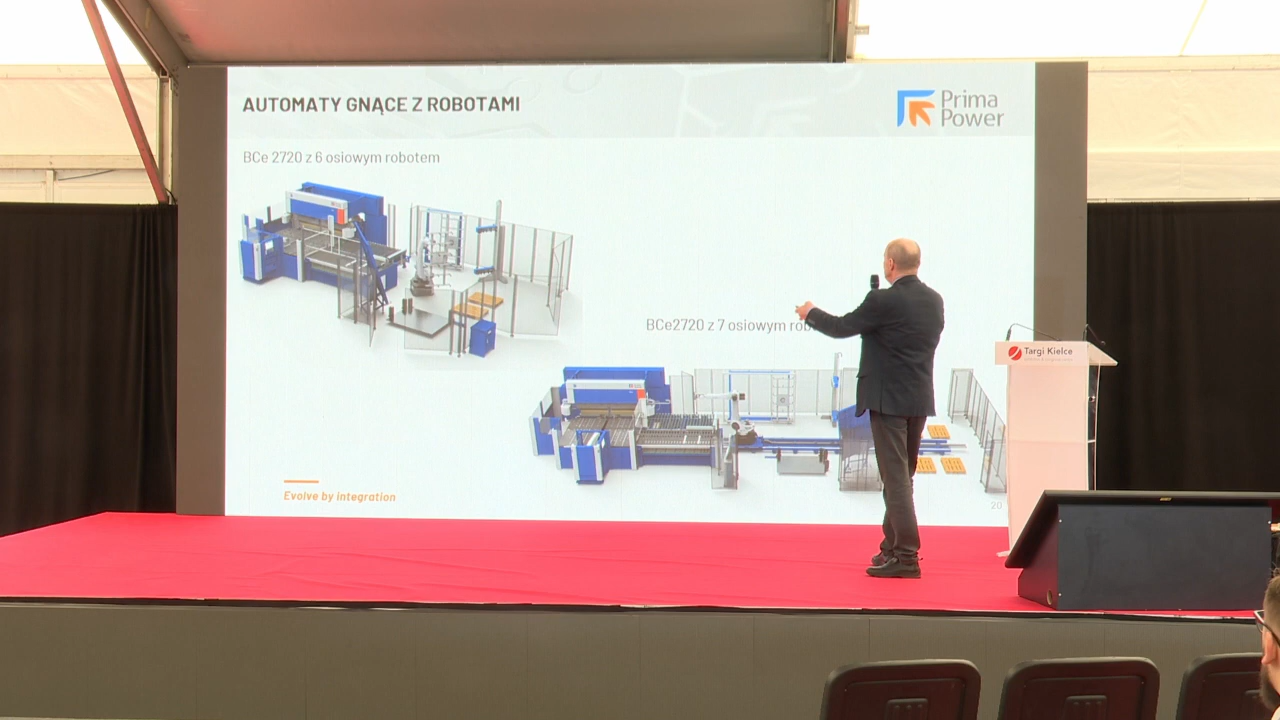 AUTOMATY GNĄCE Z ROBOTAMI
Prima
Power
BCe 2720 z 6 osiowym robotem
BCe2720 z 7 osiowym
Targi Kielce
Evolve by integration
20